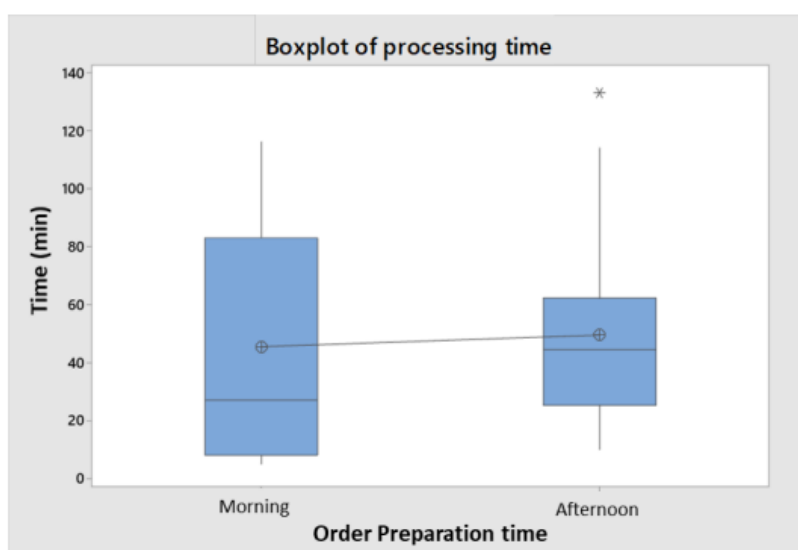 Boxplot of processing time
140
120
100
80
60
40
20
0
Time (min)
*
Morning Afternoon
Order Preparation time